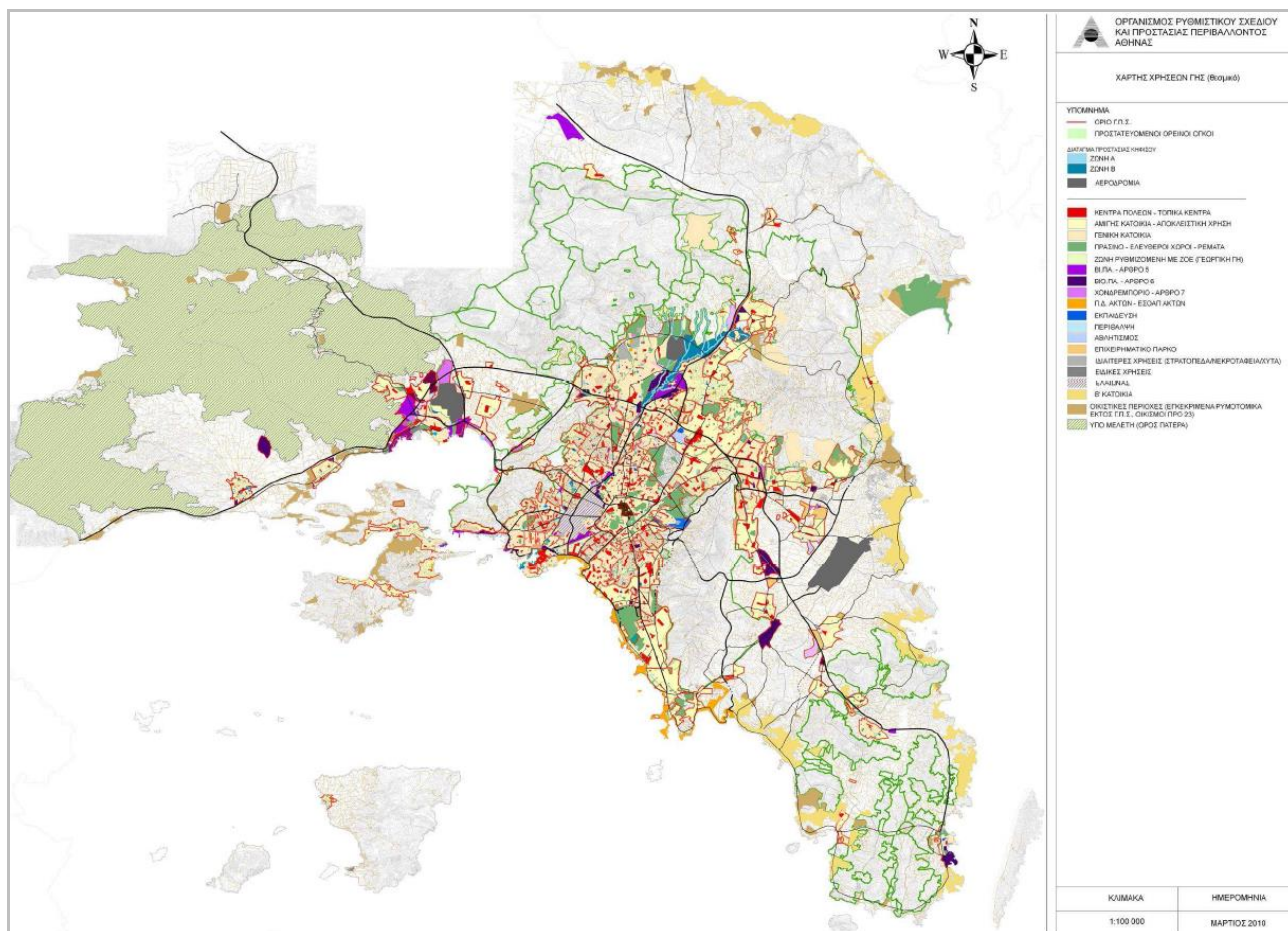 N
W E
S
ΟΡΓΑΝΙΣΜΟΣ ΡΥΘΜΙΣΤΙΚΟΥ ΣΧΕΔΙΟΥ
ΚΑΙ ΠΡΟΣΤΑΣΙΑΣ ΠΕΡΙΒΑΛΛΟΝΤΟΣ
ΑΘΗΝΑΣ
ΧΑΡΤΗΣ ΧΡΗΣΕΩΝ ΓΗΣ (θεσμικό)
ΥΠΟΜΝΗΜΑ
ΟΡΙΟ Γ.Π.Σ.
ΠΡΟΣΤΑΤΕΥΟΜΕΝΟΙ ΟΡΕΙΝΟΙ ΟΓΚΟΙ
ΔΙΑΤΑΓΜΑ ΠΡΟΣΤΑΣΙΑΣ ΚΗΦΙΣΟΥ
ΖΩΝΗ Α
ΖΩΝΗ Β
ΑΕΡΟΔΡΟΜΙΑ
ΚΕΝΤΡΑ ΠΟΛΕΩΝ - ΤΟΠΙΚΑ ΚΕΝΤΡΑ
ΑΜΙΓΗΣ ΚΑΤΟΙΚΙΑ - ΑΠΟΚΛΕΙΣΤΙΚΗ ΧΡΗΣΗ
ΓΕΝΙΚΗ ΚΑΤΟΙΚΙΑ
ΠΡΑΣΙΝΟ - ΕΛΕΥΘΕΡΟΙ ΧΩΡΟΙ - ΡΕΜΑΤΑ
ΖΩΝΗ ΡΥΘΜΙΖΟΜΕΝΗ ΜΕ ΖΟΕ (ΓΕΩΡΓΙΚΗ ΓΗ)
ΒΙ.ΠΑ. - ΑΡΘΡΟ 5
ΒΙΟ.ΠΑ. - ΑΡΘΡΟ 6
ΧΟΝΔΡΕΜΠΟΡΙΟ - ΑΡΘΡΟ 7
Π.Δ. ΑΚΤΩΝ - ΕΣΟΑΠ ΑΚΤΩΝ
ΕΚΠΑΙΔΕΥΣΗ
ΠΕΡΙΘΑΛΨΗ
ΑΘΛΗΤΙΣΜΟΣ
ΕΠΙΧΕΙΡΗΜΑΤΙΚΟ ΠΑΡΚΟ
ΙΔΙΑΙΤΕΡΕΣ ΧΡΗΣΕΙΣ (ΣΤΡΑΤΟΠΕΔΑ/ΝΕΚΡΟΤΑΦΕΙΑ/ΧΥΤΑ)
ΕΙΔΙΚΕΣ ΧΡΗΣΕΙΣ
ΕΛΑΙΩΝΑΣ
Β' ΚΑΤΟΙΚΙΑ
ΟΙΚΙΣΤΙΚΕΣ ΠΕΡΙΟΧΕΣ (ΕΓΚΕΚΡΙΜΕΝΑ ΡΥΜΟΤΟΜΙΚΑ
ΕΚΤΟΣ Γ.Π.Σ., ΟΙΚΙΣΜΟΙ ΠΡΟ 23)
ΥΠΟ ΜΕΛΕΤΗ (ΟΡΟΣ ΠΑΤΕΡΑ)
ΚΛΙΜΑΚΑ ΗΜΕΡΟΜΗΝΙΑ
1:100 000 ΜΑΡΤΙΟΣ 2010